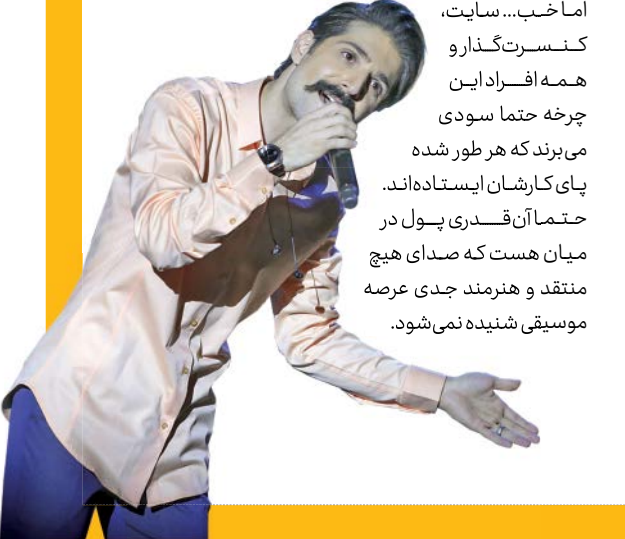 اما خب... سایت،
کنسرت‌گذار و
همه افراد این
چرخه حتما سودی
می‌برند که هر طور شده
پای کارشان ایستاده‌اند.
حتما آن‌قدری پول در
میان هست که صدای هیچ
منتقد و هنرمند جدی عرصه
موسیقی شنیده نمی‌شود.